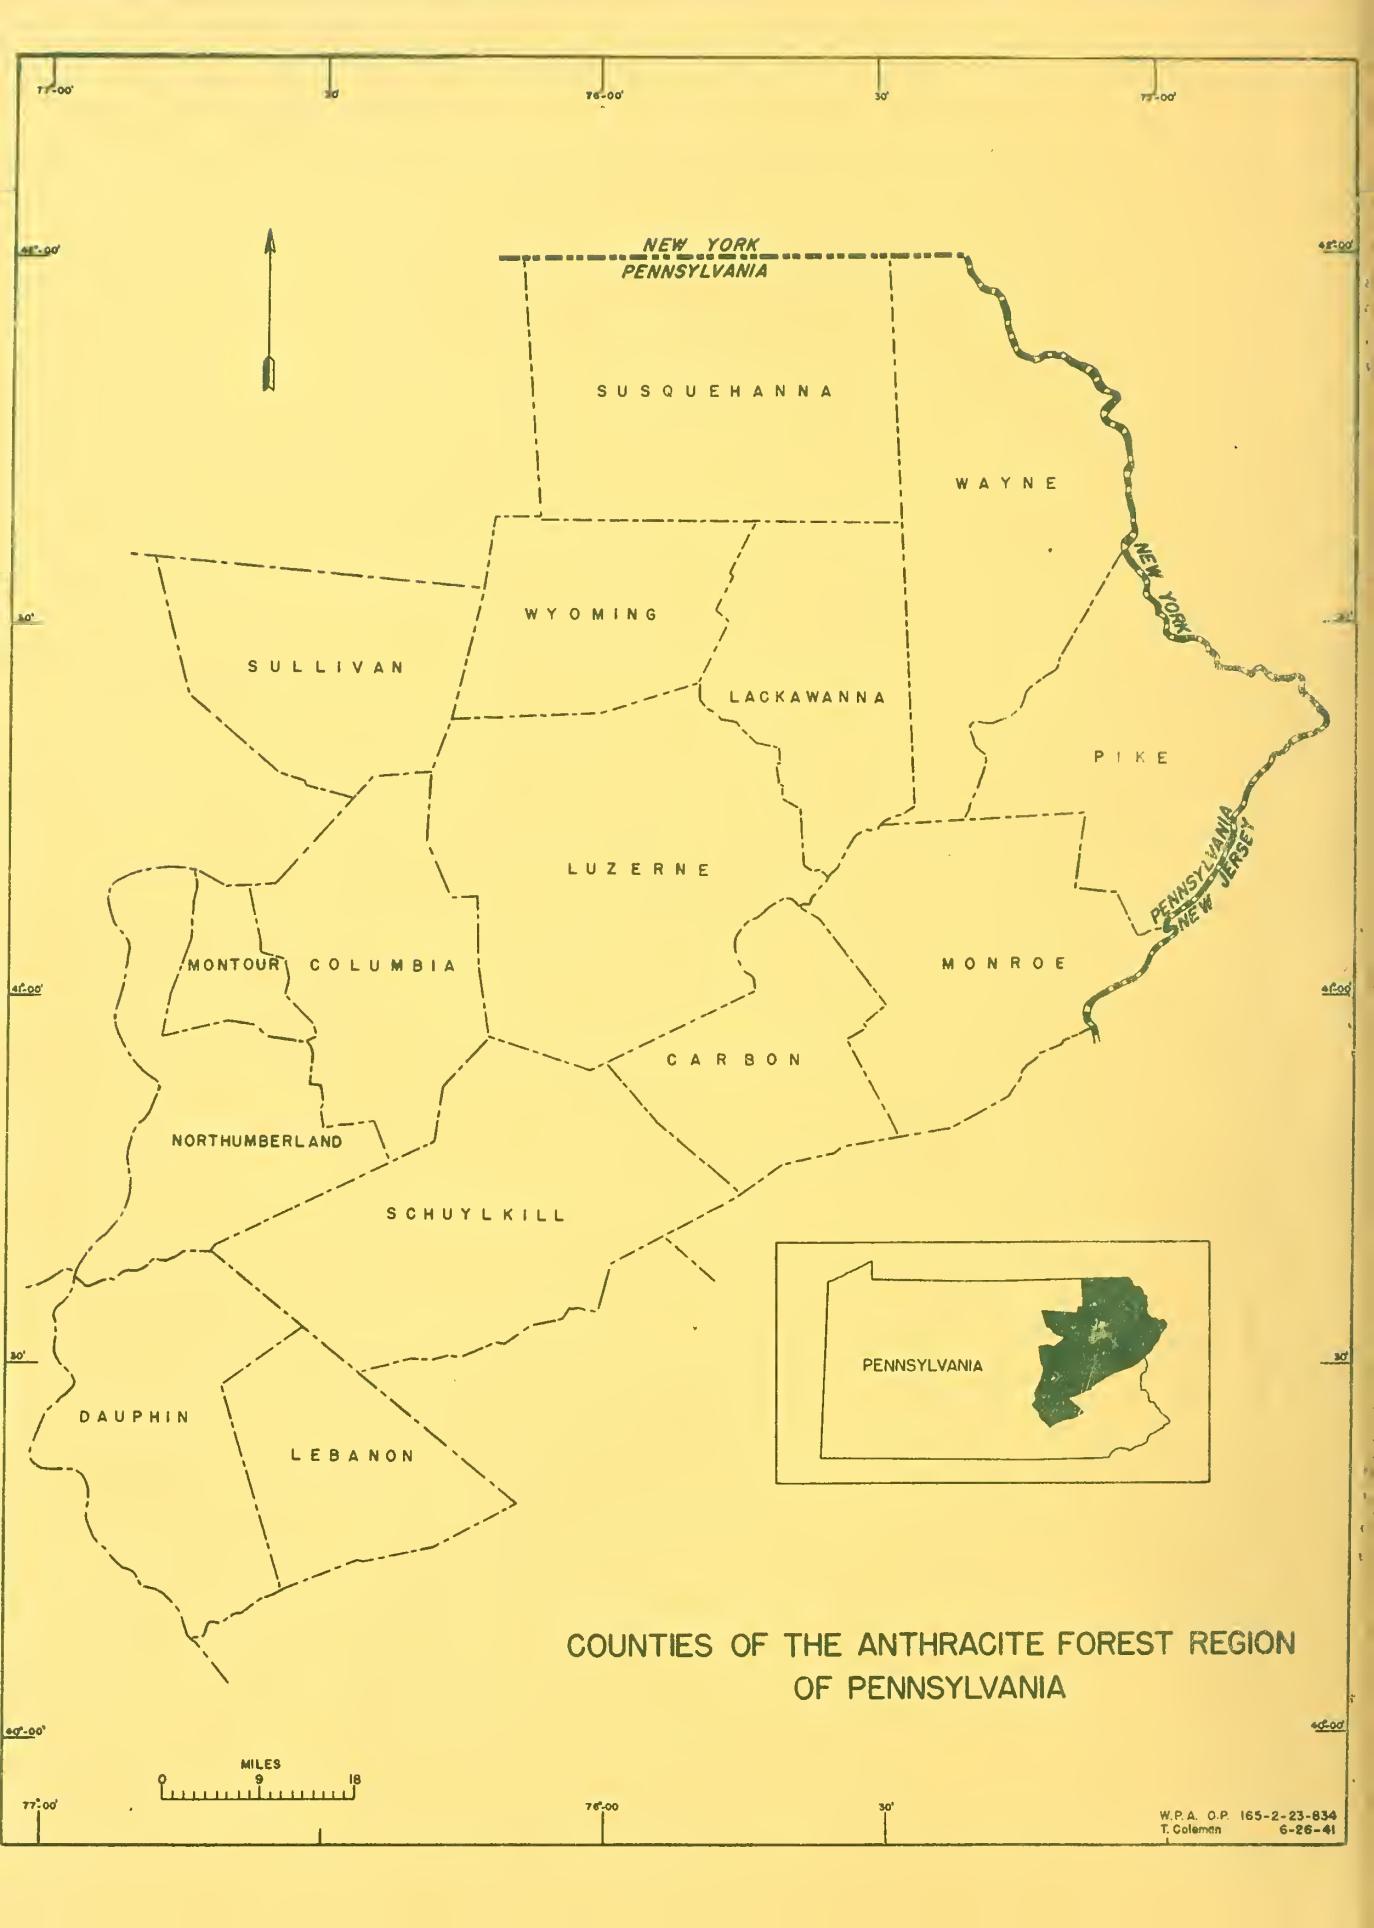 77°-00'
30'
76°-00'
30'
75°-00'
42°-00'
42°-00'
NEW YORK
PENNSYLVANIA
SUSQUEHANNA
WAYNE
NEW YORK
30'
WYOMING
SULLIVAN
LACKAWANNA
PIKE
PENNSYLVANIA
NEW JERSEY
LUZERNE
MONTOUR
COLUMBIA
MONROE
41°-00'
41°-00'
CARBON
NORTHUMBERLAND
SCHUYLKILL
30'
30'
PENNSYLVANIA
DAUPHIN
LEBANON
COUNTIES OF THE ANTHRACITE FOREST REGION
OF PENNSYLVANIA
40°-00'
40°-00'
MILES
0 9 18
77°-00'
76°-00
30'
W.P.A. O.P. 165-2-23-834
T. Coleman 6-26-41